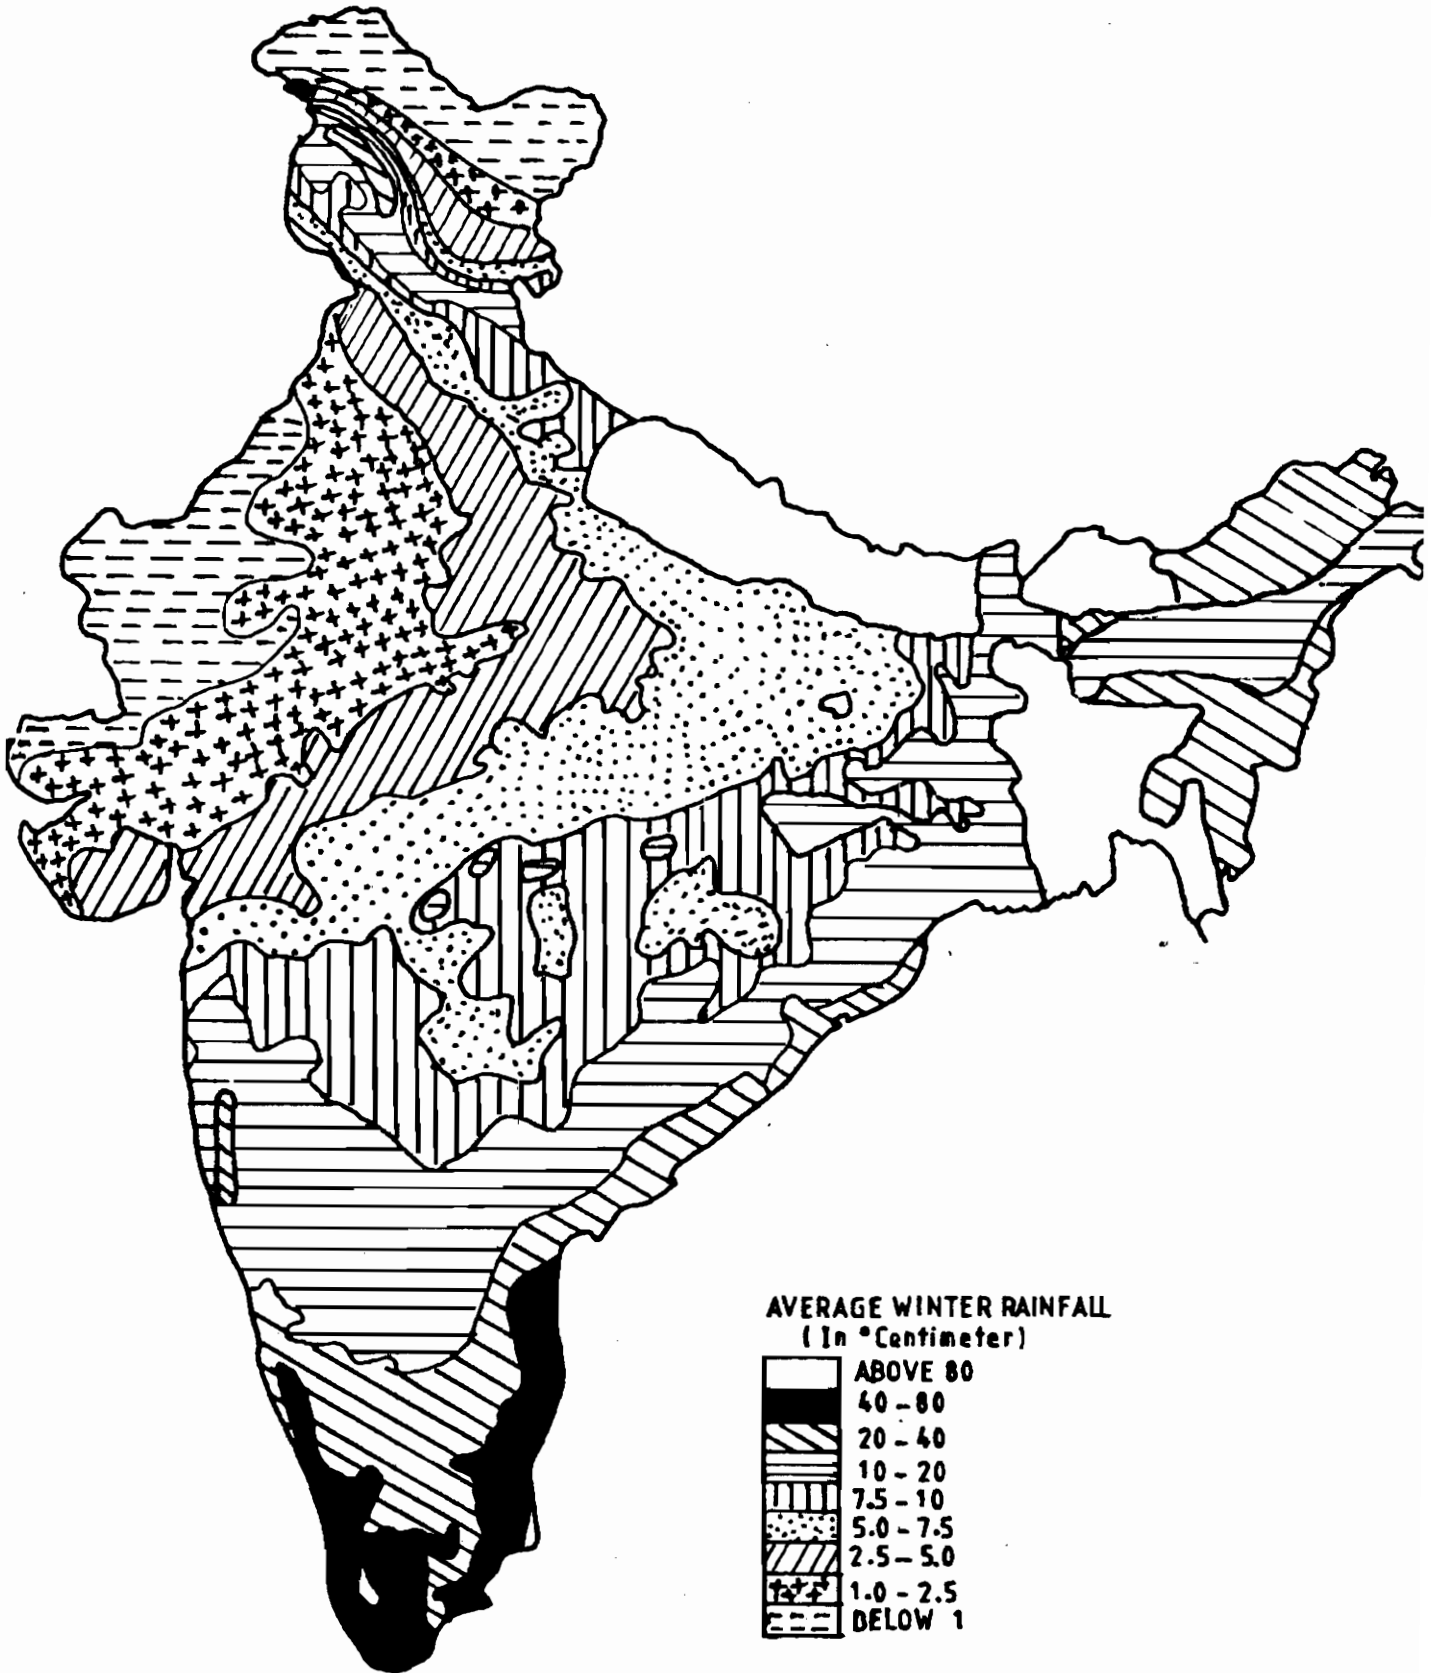 AVERAGE WINTER RAINFALL
( In °Centimeter)
ABOVE 80
40 - 80
20 - 40
10 - 20
7.5 - 10
5.0 - 7.5
2.5 - 5.0
1.0 - 2.5
BELOW 1